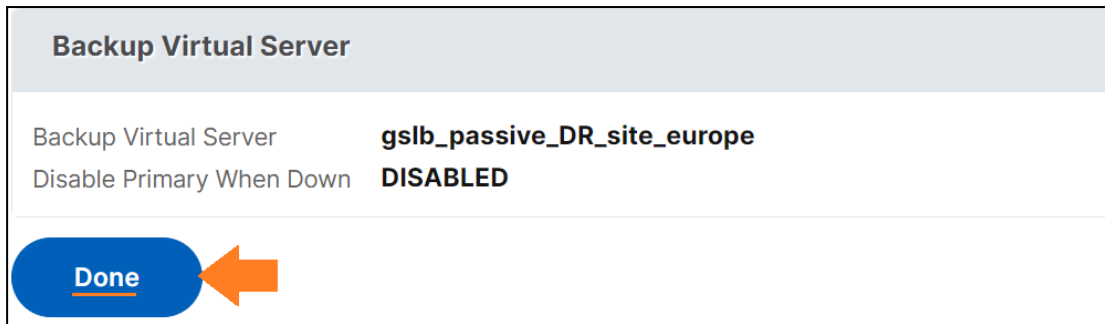 Backup Virtual Server
Backup Virtual Server gslb_passive_DR_site_europe
Disable Primary When Down DISABLED
Done